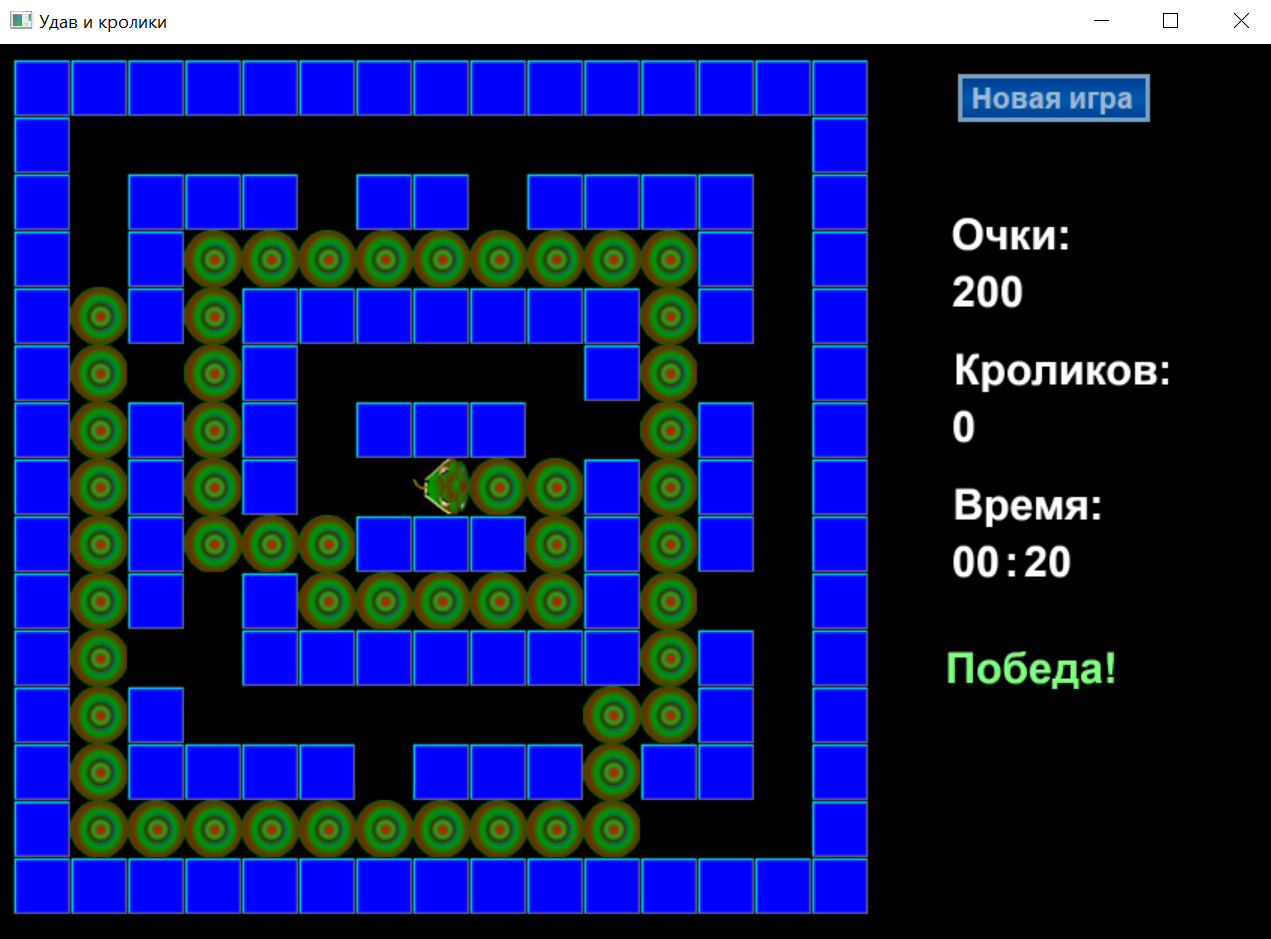 Удав и кролики
Новая игра
Очки:
200
Кроликов:
0
Время:
00:20
Победа!